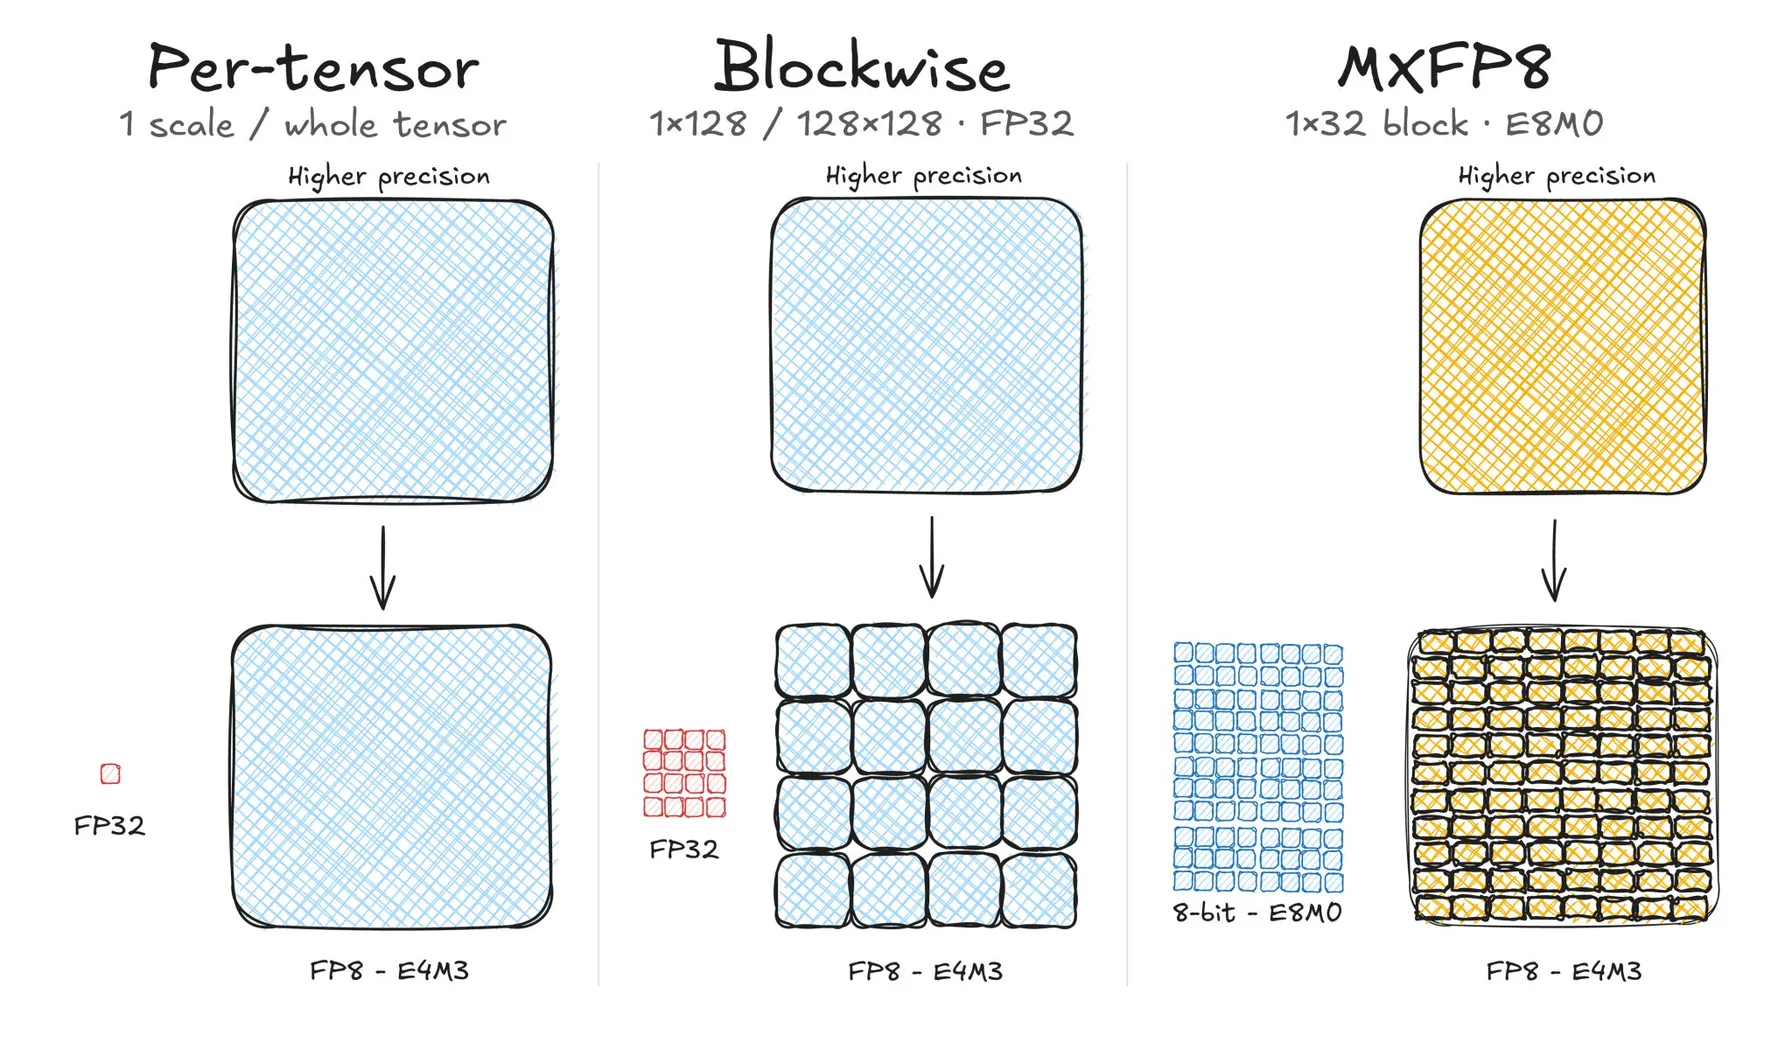 Per-tensor
1 scale / whole tensor
Higher precision
FP32
FP8 - E4M3
Blockwise
1×128 / 128×128 · FP32
Higher precision
FP32
FP8 - E4M3
MXFP8
1×32 block · E8M0
Higher precision
8-bit - E8M0
FP8 - E4M3